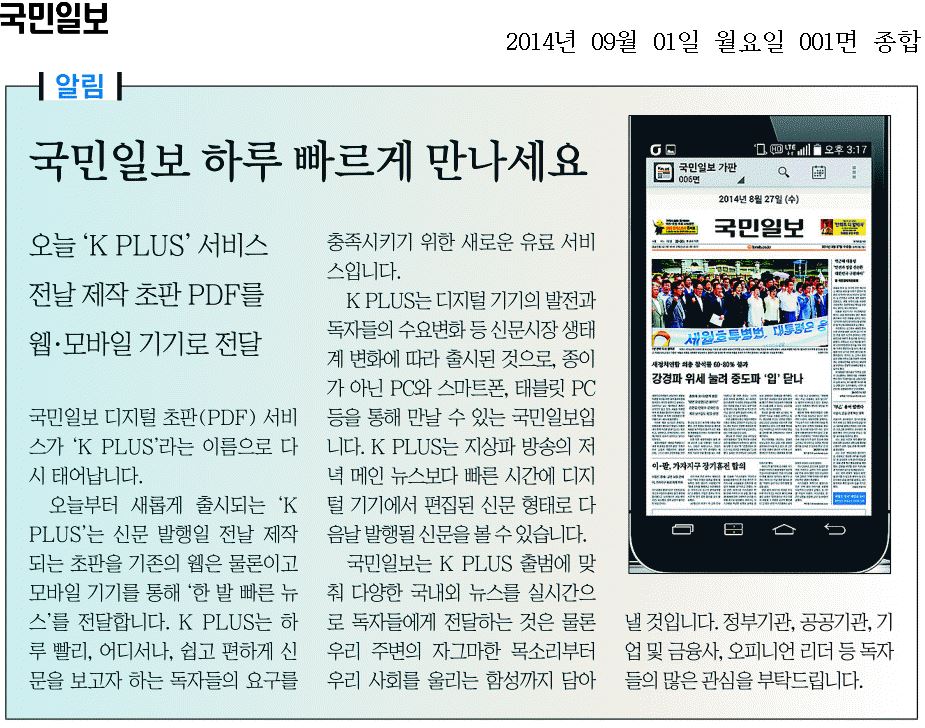 국민일보
2014년 09월 01일 월요일 001면 종합
알림
국민일보 하루 빠르게 만나세요
오늘 ‘K PLUS’ 서비스
전날 제작 초판 PDF를
웹·모바일 기기로 전달
국민일보 디지털 초판(PDF) 서비
스가 ‘K PLUS’라는 이름으로 다
시 태어납니다.
오늘부터 새롭게 출시되는 ‘K
PLUS’는 신문 발행일 전날 제작
되는 초판을 기존의 웹은 물론이고
모바일 기기를 통해 ‘한 발 빠른 뉴
스’를 전달합니다. K PLUS는 하
루 빨리, 어디서나, 쉽고 편하게 신
문을 보고자 하는 독자들의 요구를
충족시키기 위한 새로운 유료 서비
스입니다.
K PLUS는 디지털 기기의 발전과
독자들의 수요변화 등 신문시장 생태
계 변화에 따라 출시된 것으로, 종이
가 아닌 PC와 스마트폰, 태블릿 PC
등을 통해 만날 수 있는 국민일보입
니다. K PLUS는 지상파 방송의 저
녁 메인 뉴스보다 빠른 시간에 디지
털 기기에서 편집된 신문 형태로 다
음날 발행될 신문을 볼 수 있습니다.
국민일보는 K PLUS 출범에 맞
춰 다양한 국내외 뉴스를 실시간으
로 독자들에게 전달하는 것은 물론
우리 주변의 자그마한 목소리부터
우리 사회를 울리는 함성까지 담아
낼 것입니다. 정부기관, 공공기관, 기
업 및 금융사, 오피니언 리더 등 독자
들의 많은 관심을 부탁드립니다.
LTE 오후 3:17
국민일보 가판
006면
2014년 8월 27일 (수)
국민일보
세월호특별법, 대통령은 응
새정치연합 의총 참석률 60~80% 불과
강경파 위세 눌려 중도파 ‘입’ 닫나
이-팔, 가자지구 장기휴전 합의